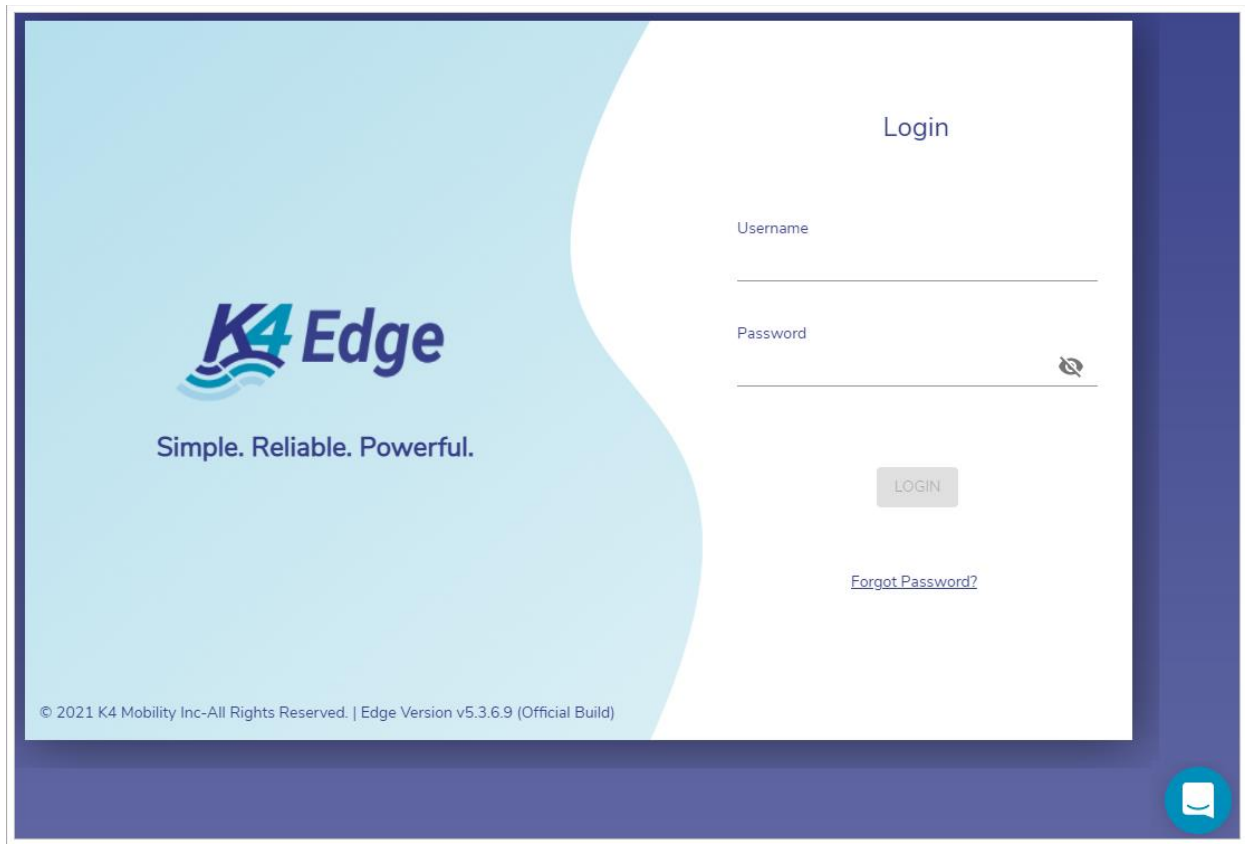 K4 Edge
Simple. Reliable. Powerful.
© 2021 K4 Mobility Inc-All Rights Reserved. | Edge Version v5.3.6.9 (Official Build)
Login
Username
Password
LOGIN
Forgot Password?